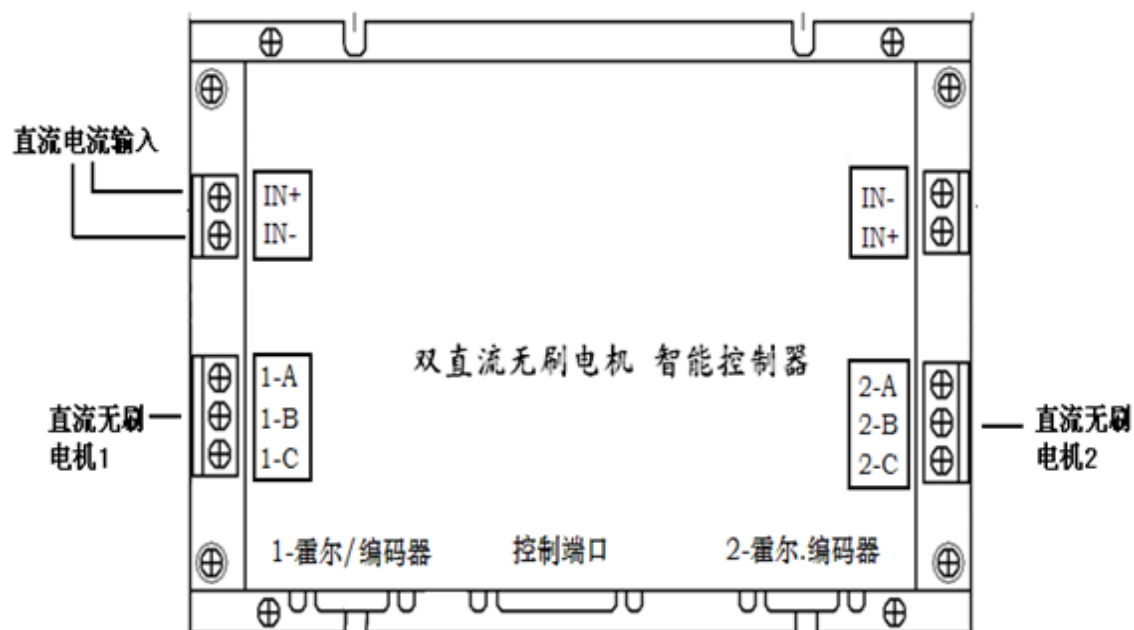 直流电流输入
IN+
IN-
IN-
IN+
双直流无刷电机 智能控制器
1-A
1-B
1-C
2-A
2-B
2-C
直流无刷
电机1
直流无刷
电机2
1-霍尔/编码器
控制端口
2-霍尔.编码器